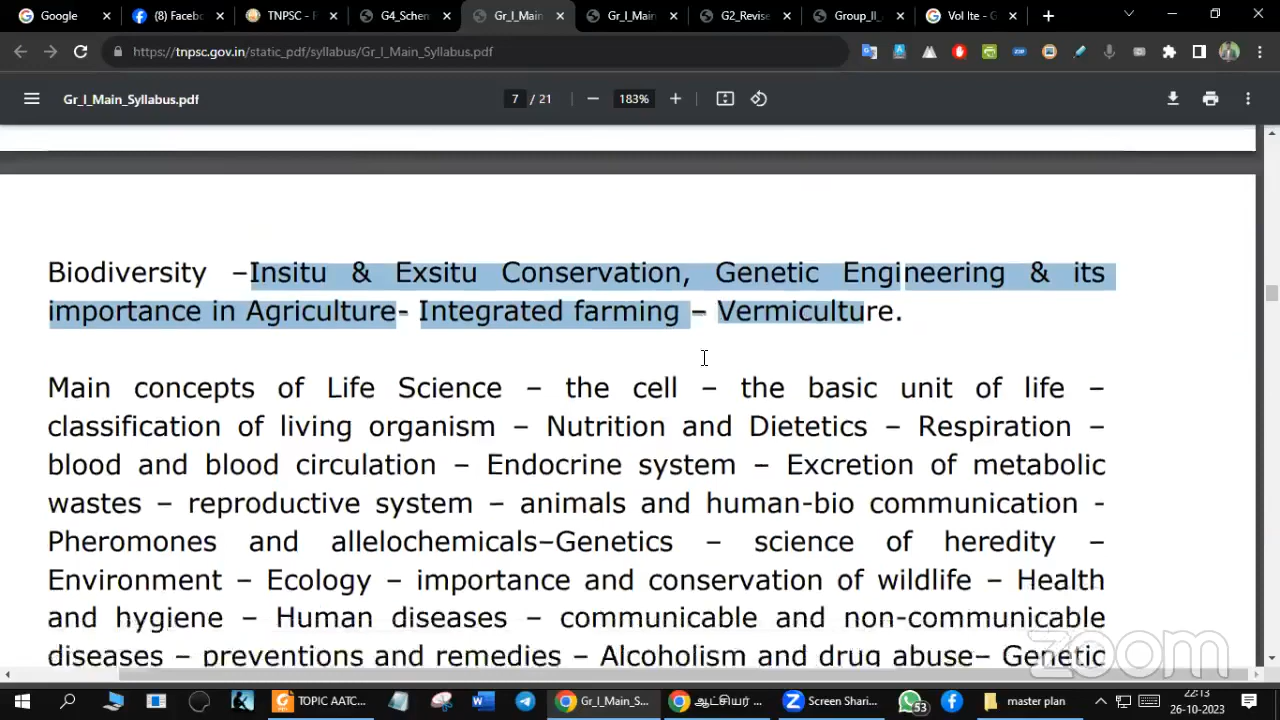 Google
(8) Faceb
TNPSC - F
G4_Schem
Gr_I_Main
Gr_I_Main
G2_Revise
Group_II_
Vol lte - G
https://tnpsc.gov.in/static_pdf/syllabus/Gr_I_Main_Syllabus.pdf
Gr_I_Main_Syllabus.pdf
7 / 21
183%
Biodiversity –Insitu & Exsitu Conservation, Genetic Engineering & its
importance in Agriculture- Integrated farming – Vermiculture.
Main concepts of Life Science – the cell – the basic unit of life –
classification of living organism – Nutrition and Dietetics – Respiration –
blood and blood circulation – Endocrine system – Excretion of metabolic
wastes – reproductive system – animals and human-bio communication -
Pheromones and allelochemicals–Genetics – science of heredity –
Environment – Ecology – importance and conservation of wildlife – Health
and hygiene – Human diseases – communicable and non-communicable
diseases – preventions and remedies – Alcoholism and drug abuse– Genetic
zoom
TOPIC AATC...
Gr_I_Main_S...
ஆட்சியர் ...
Screen Shari...
53
master plan
22:13
26-10-2023